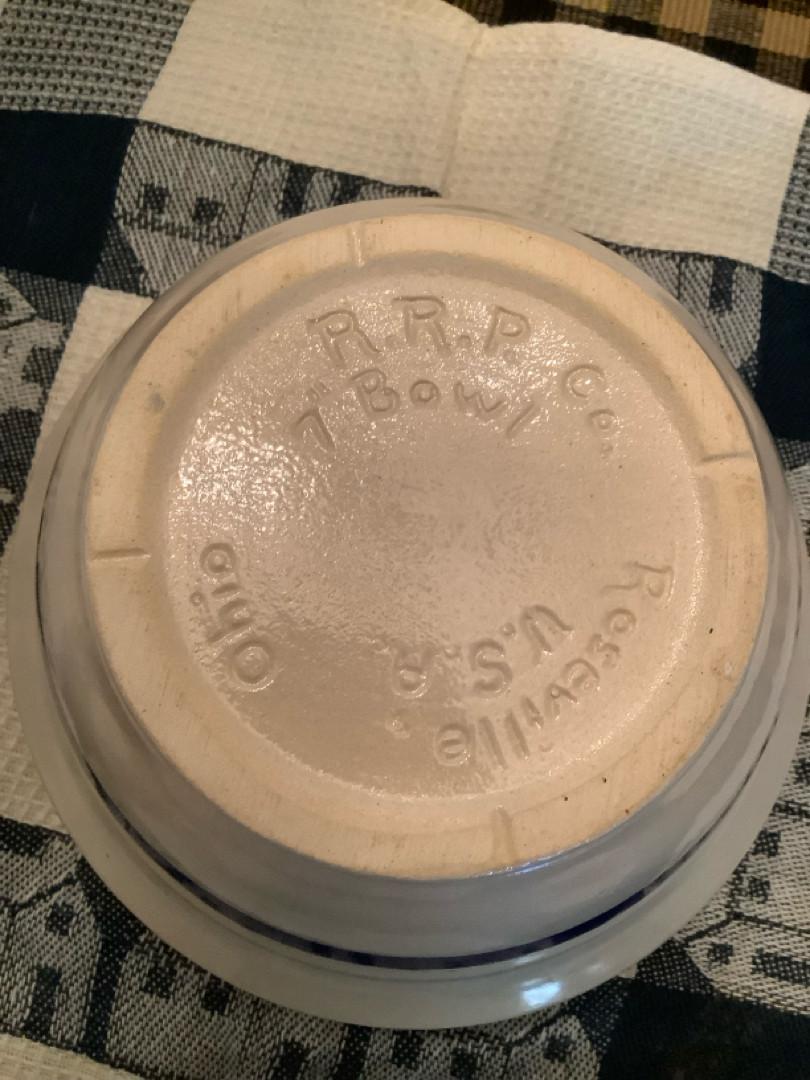 R.R.P. Co.
7" Bowl
Roseville,
Ohio
U.S.A.